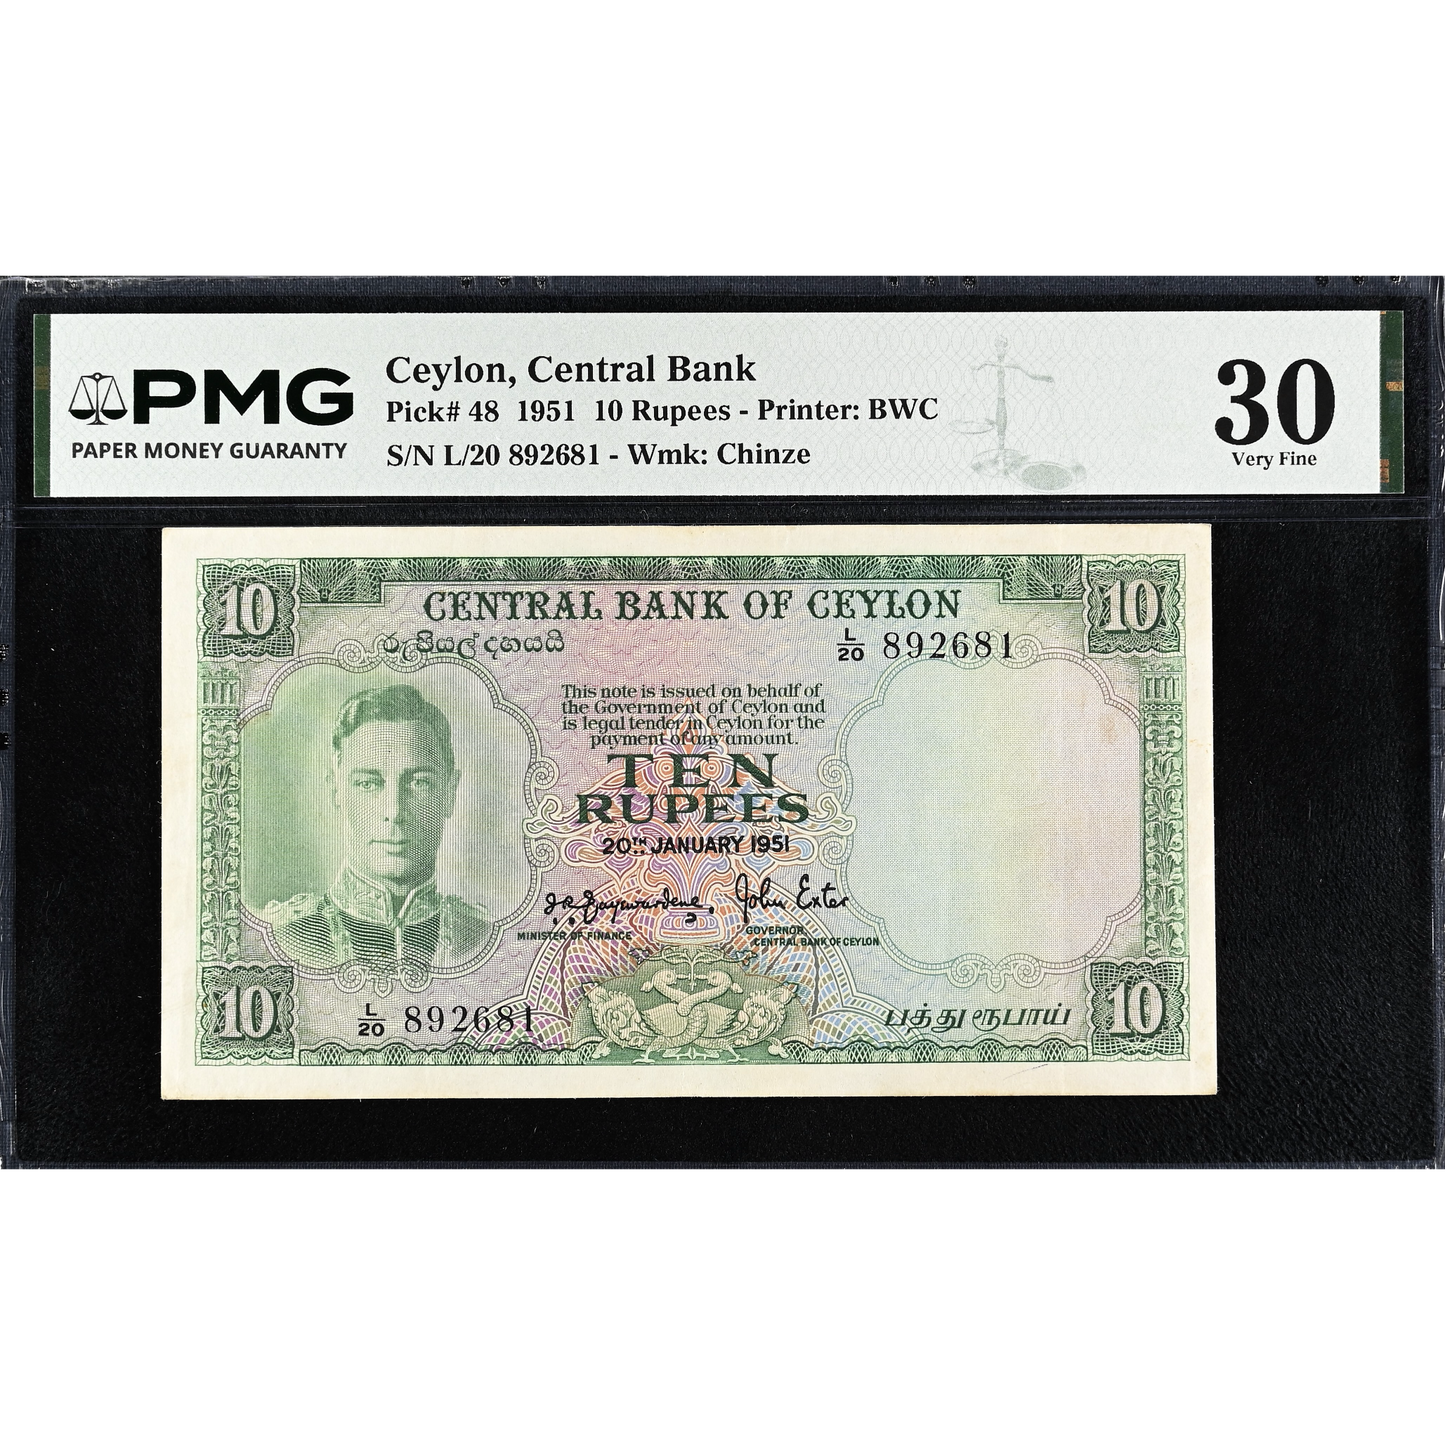 PMG
PAPER MONEY GUARANTY
Ceylon, Central Bank
Pick# 48 1951 10 Rupees - Printer: BWC
S/N L/20 892681 - Wmk: Chinze
30
Very Fine
10
CENTRAL BANK OF CEYLON
10
රුපියල් දහයයි
L/20 892681
This note is issued on behalf of
the Government of Ceylon and
is legal tender in Ceylon for the
payment of any amount.
TEN
RUPEES
20TH JANUARY 1951
J R Jayewardene
John Exter
MINISTER OF FINANCE
GOVERNOR,
CENTRAL BANK OF CEYLON
10
L/20 892681
பத்து ரூபாய்
10